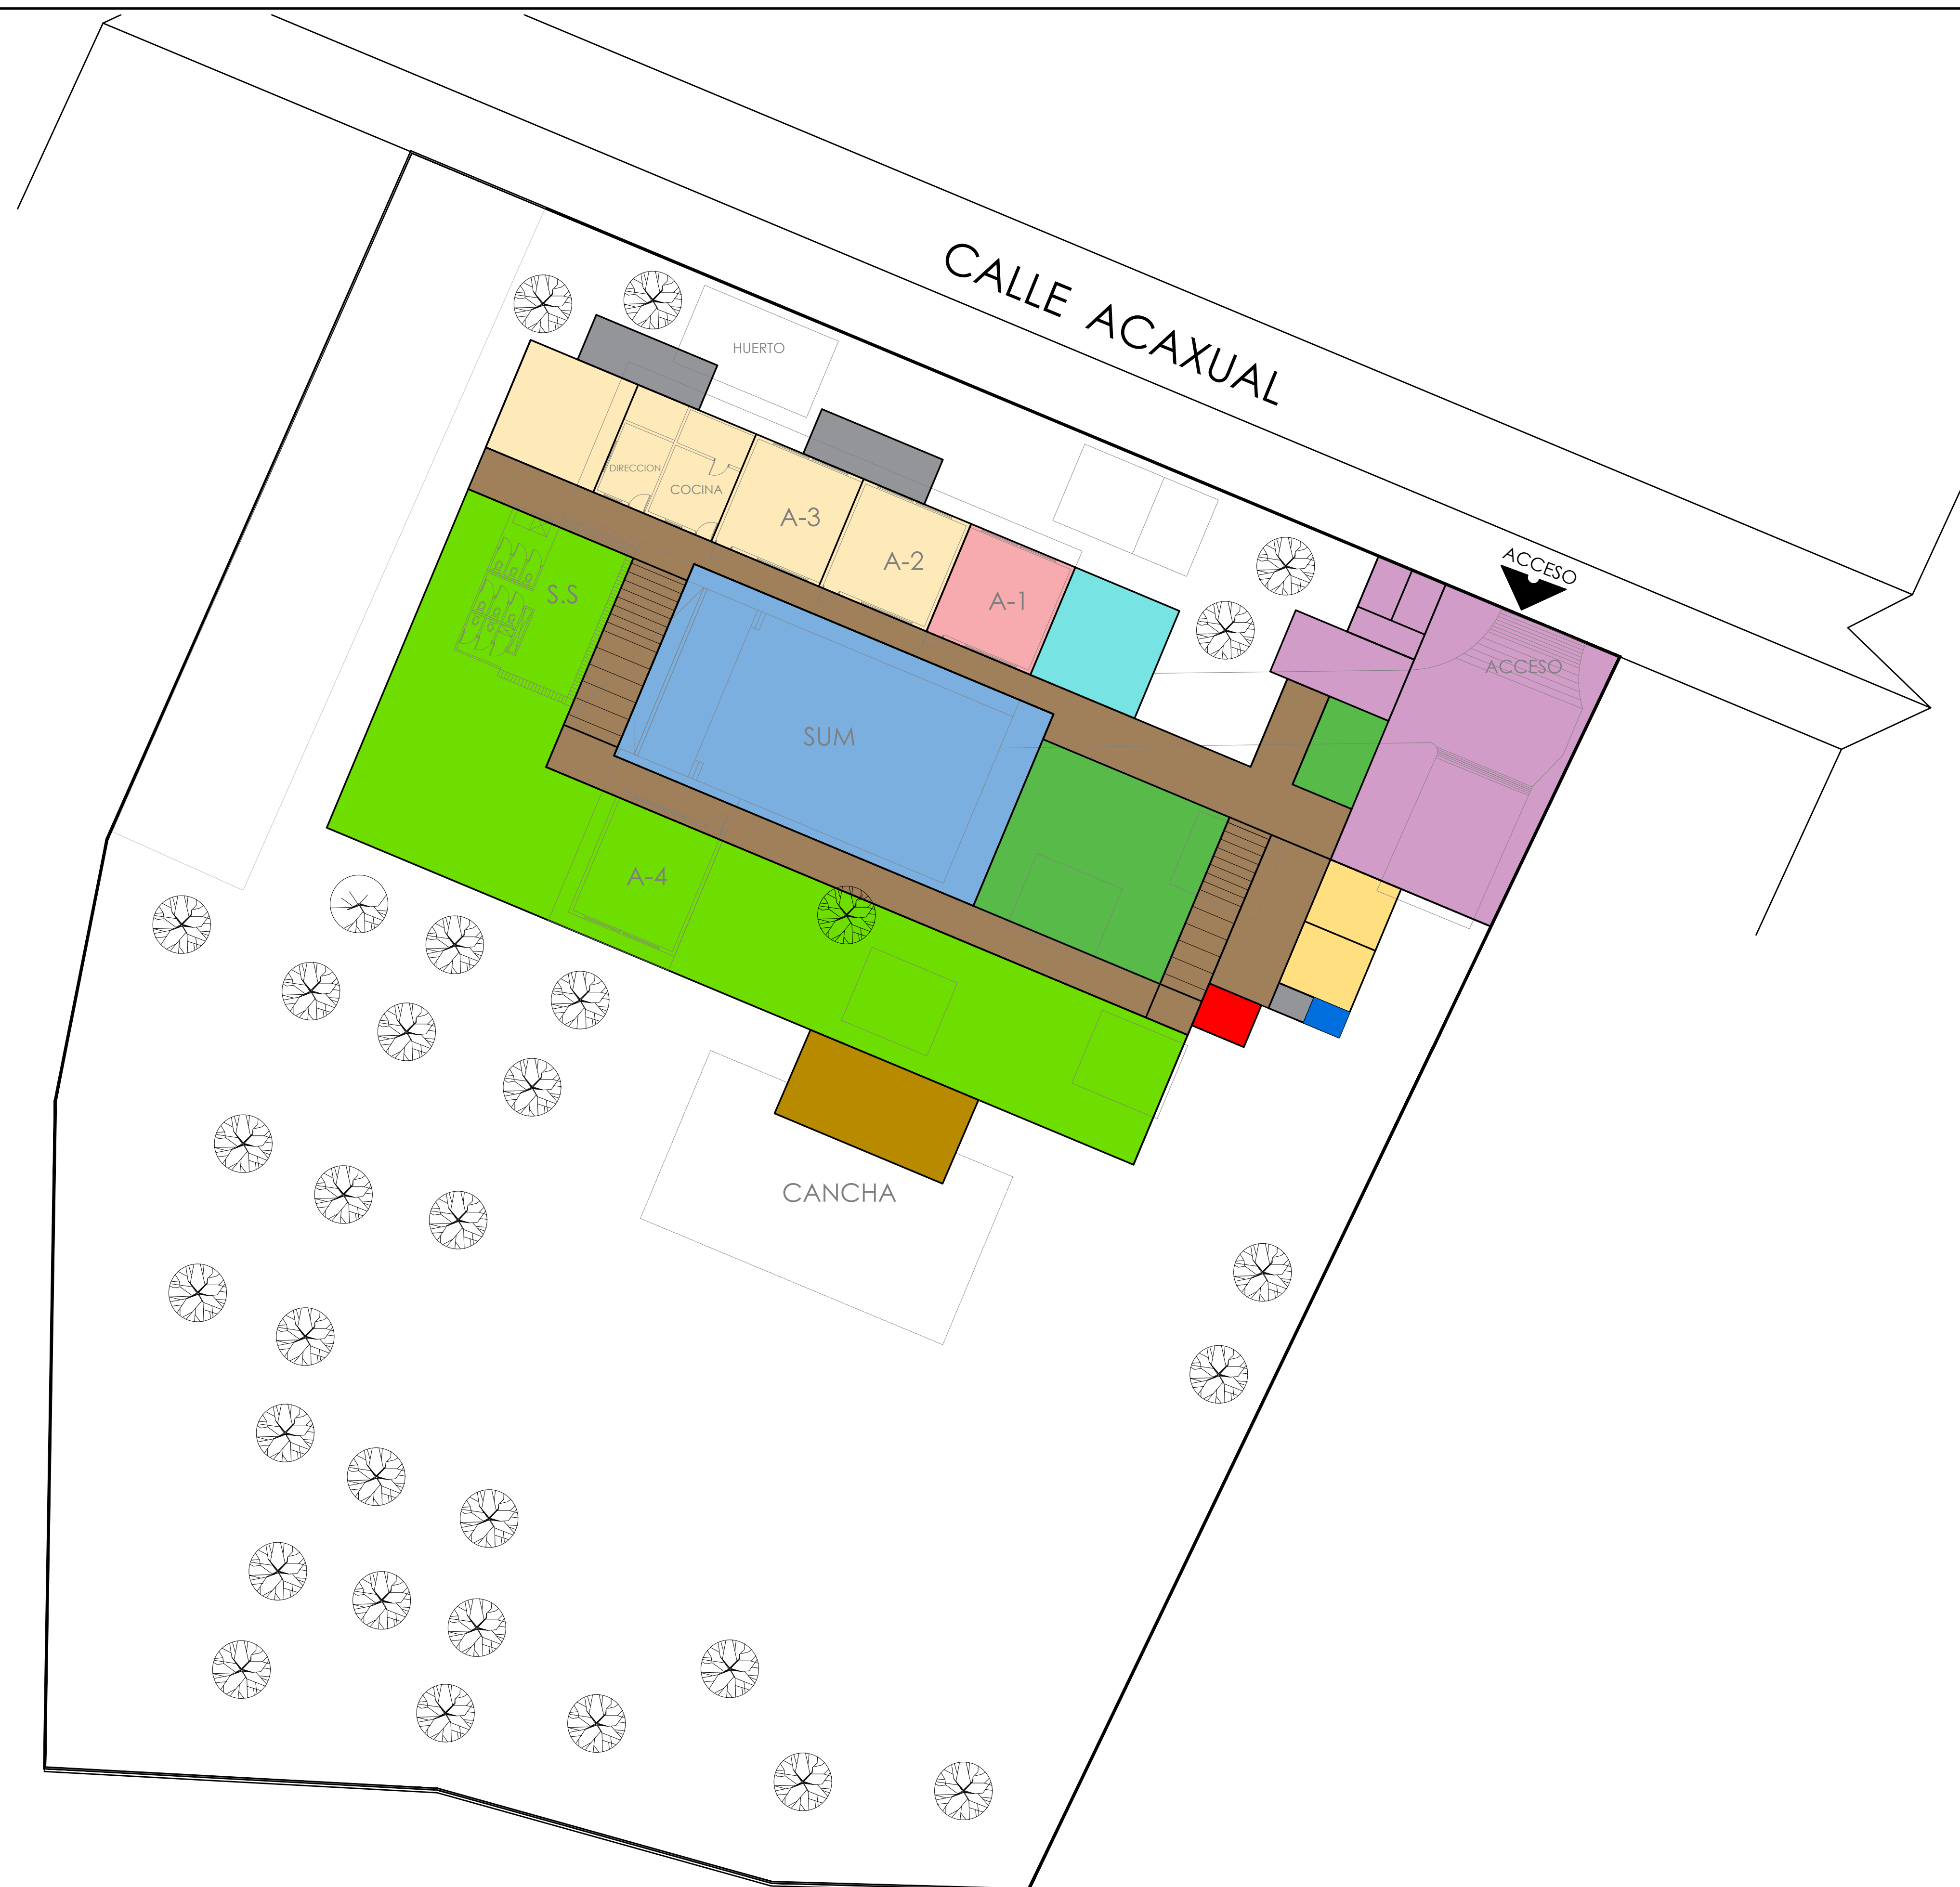 CALLE ACAXUAL
HUERTO
ACCESO
DIRECCION
COCINA
A-3
A-2
A-1
ACCESO
S.S
SUM
A-4
CANCHA